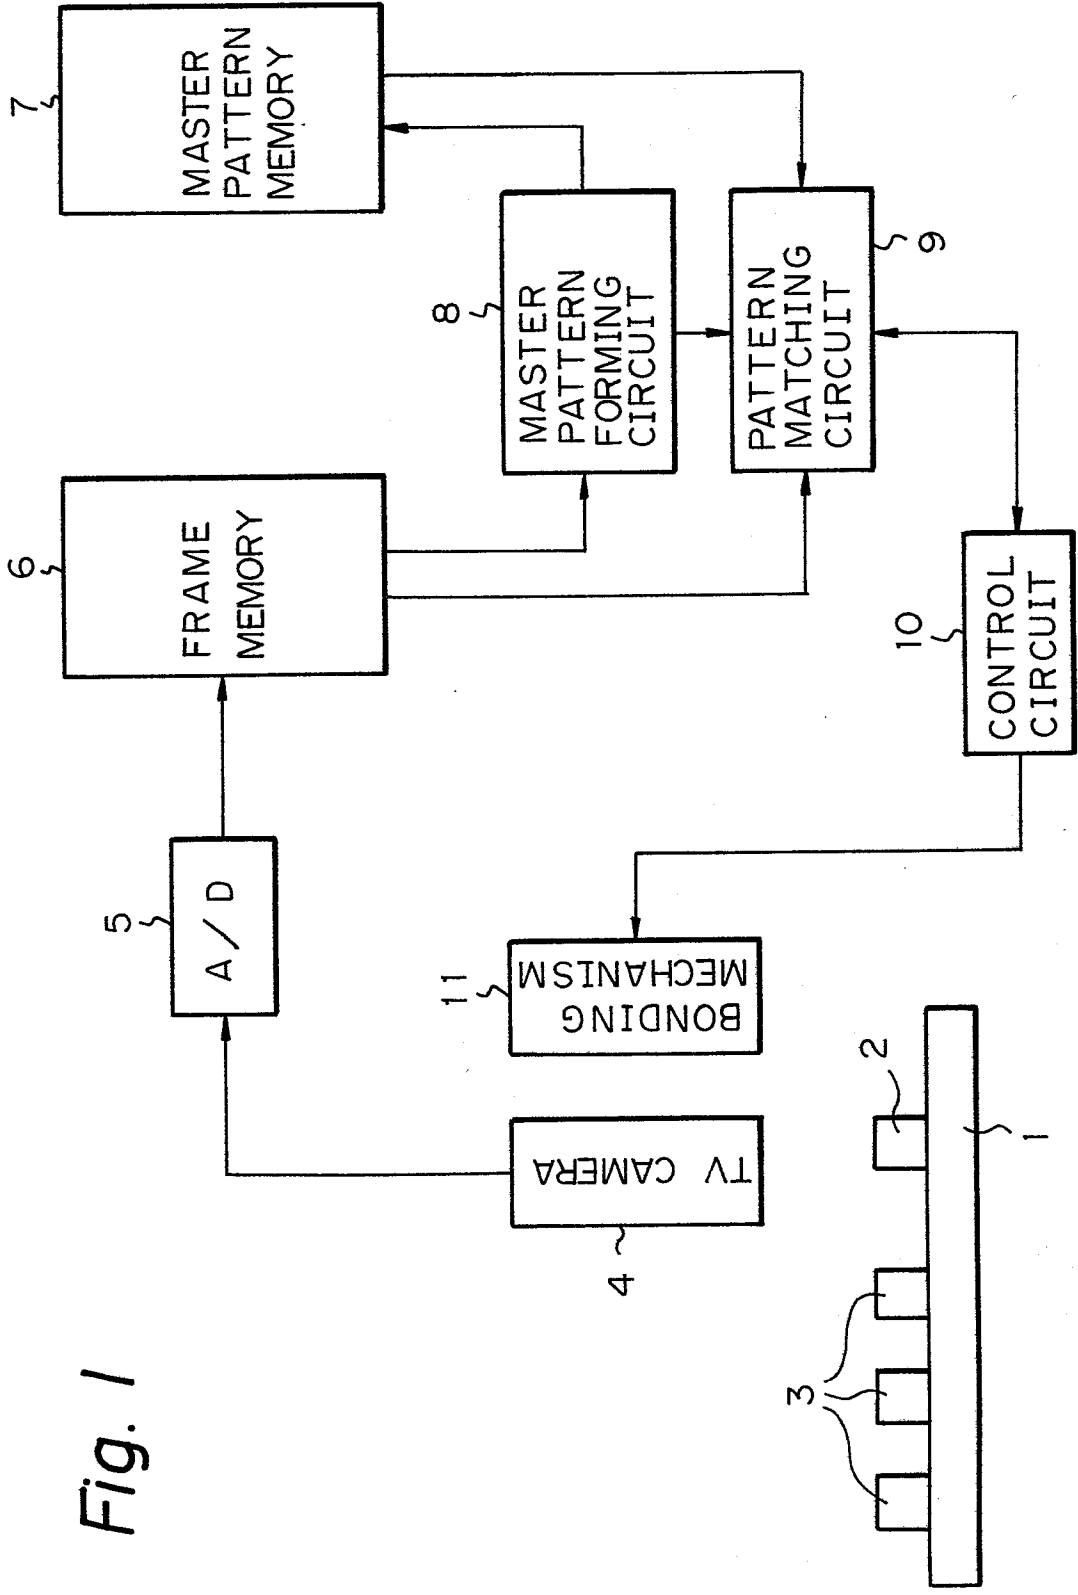 Fig. 1
5
A/D
6
FRAME
MEMORY
7
MASTER
PATTERN
MEMORY
4
TV CAMERA
11
BONDING
MECHANISM
8
MASTER
PATTERN
FORMING
CIRCUIT
PATTERN
MATCHING
CIRCUIT
9
3
2
1
10
CONTROL
CIRCUIT